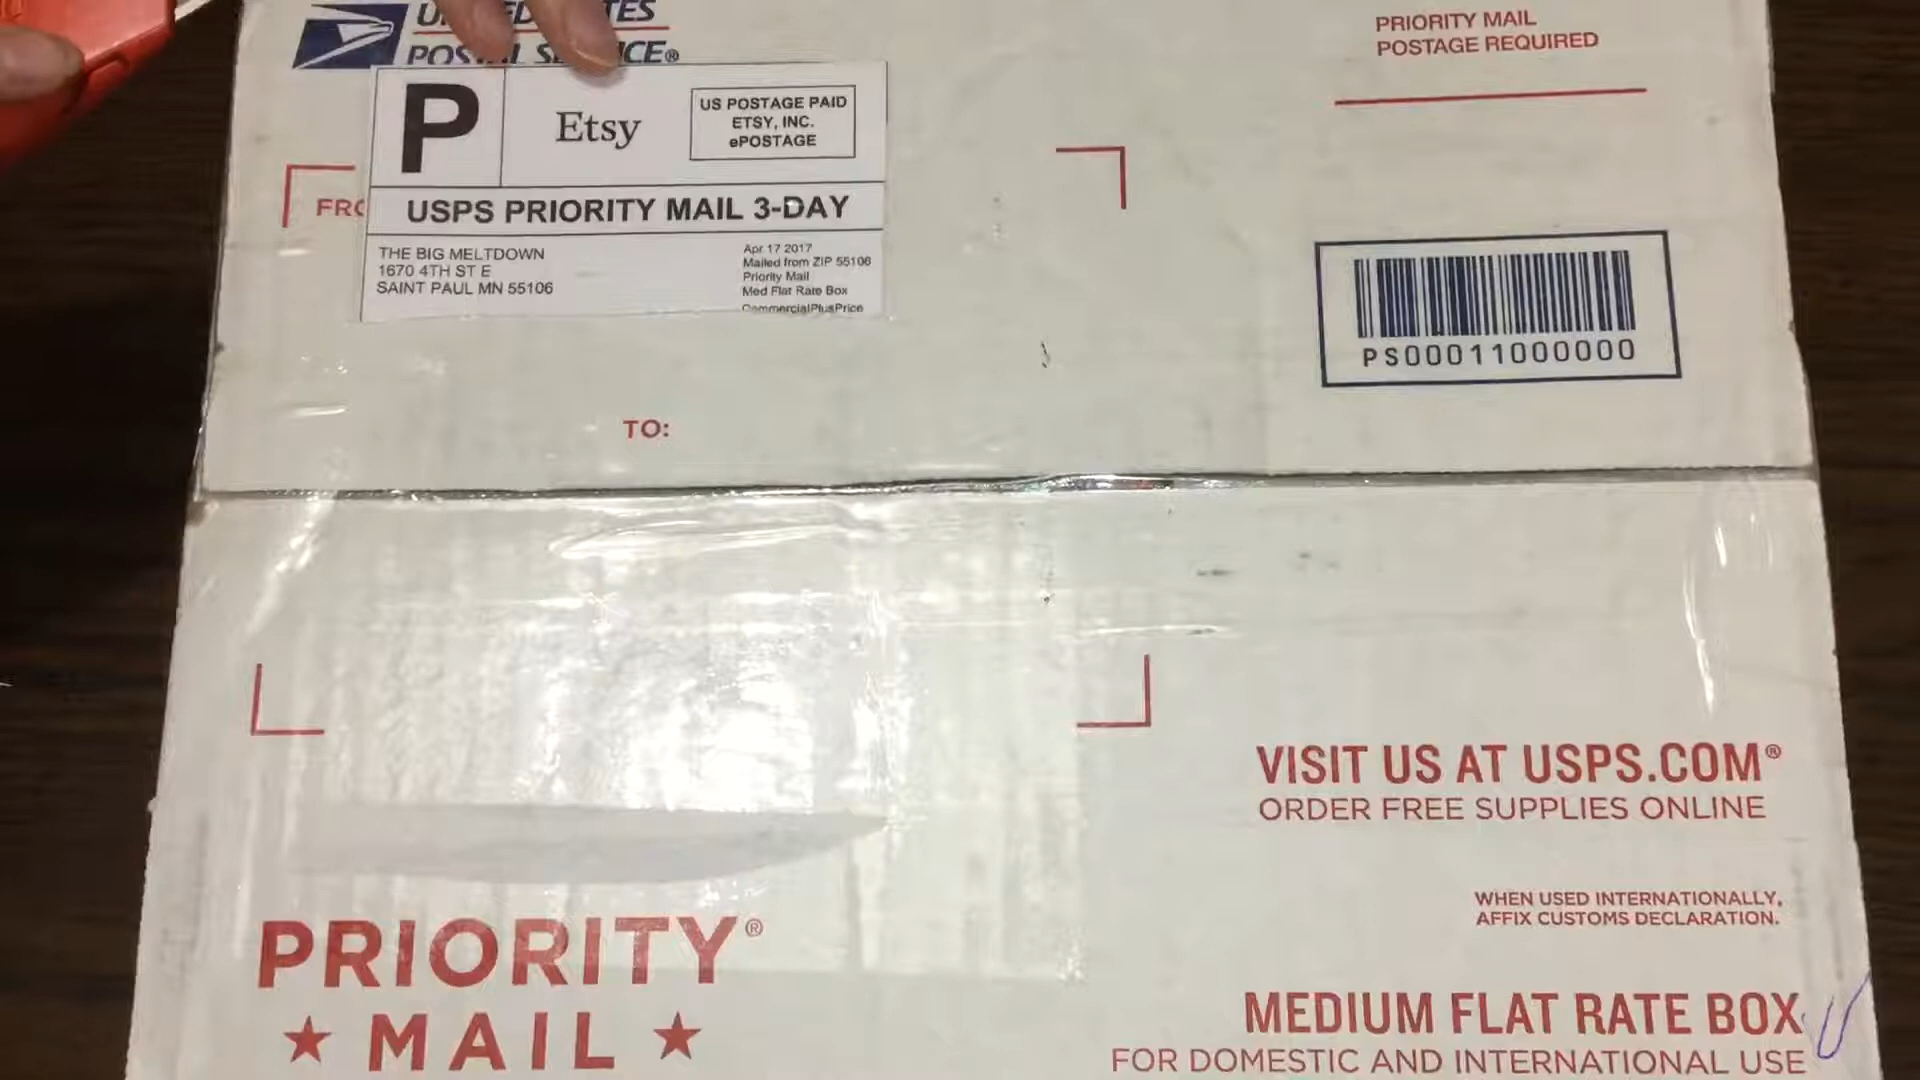 POSTAL SERVICE®
PRIORITY MAIL
POSTAGE REQUIRED
P
Etsy
US POSTAGE PAID
ETSY, INC.
ePOSTAGE
USPS PRIORITY MAIL 3-DAY
THE BIG MELTDOWN
1670 4TH ST E
SAINT PAUL MN 55106
Apr 17 2017
Mailed from ZIP 55106
Priority Mail
Med Flat Rate Box
CommercialPlusPrice
PS00011000000
TO:
VISIT US AT USPS.COM®
ORDER FREE SUPPLIES ONLINE
WHEN USED INTERNATIONALLY,
AFFIX CUSTOMS DECLARATION.
PRIORITY®
★ MAIL ★
MEDIUM FLAT RATE BOX
FOR DOMESTIC AND INTERNATIONAL USE